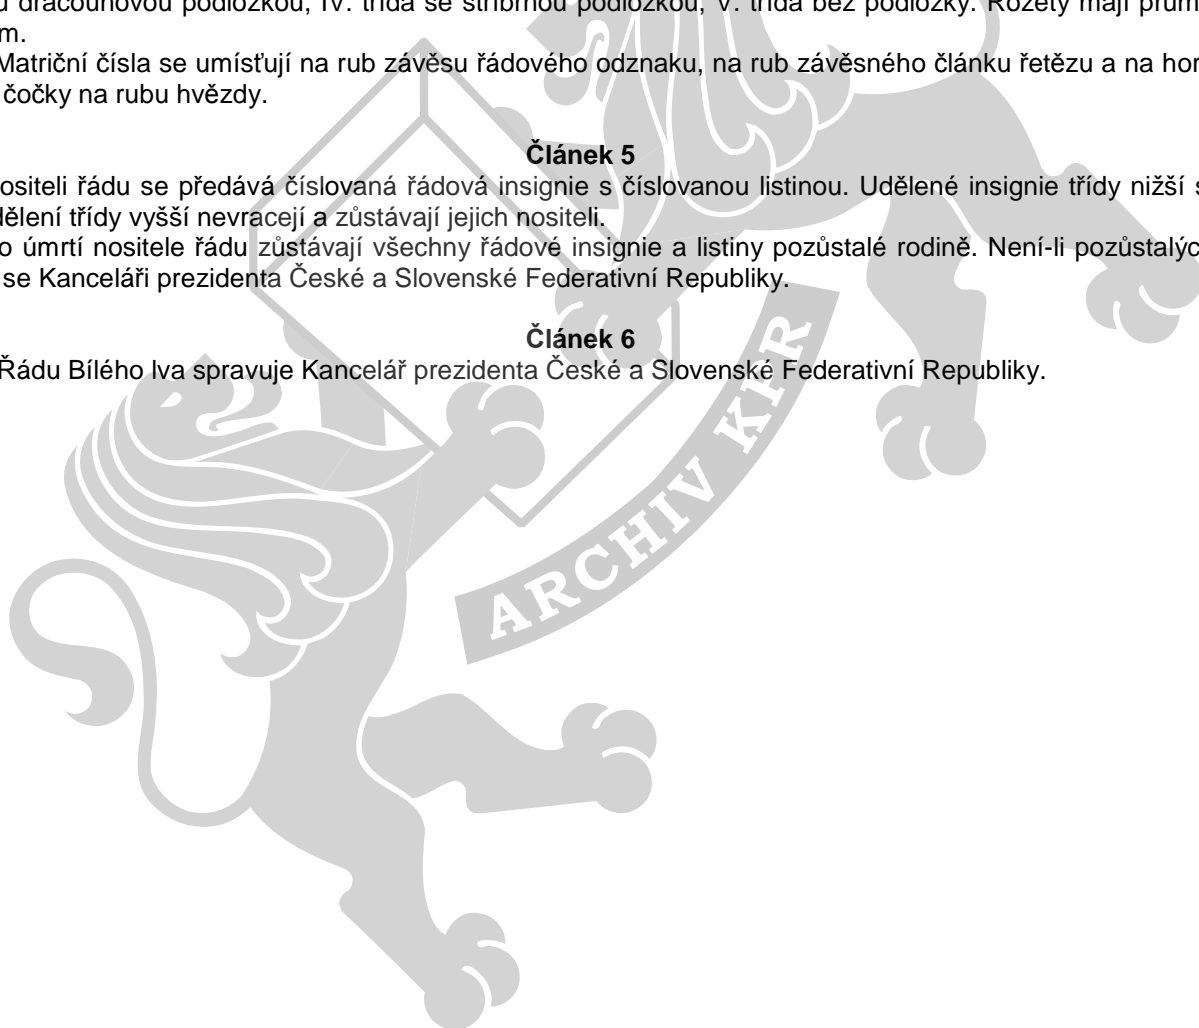 dracounovou podložkou, IV. třída se stříbrnou podložkou, V. třída bez podložky. Rozety mají
m.
Matriční čísla se umísťují na rub závěsu řádového odznaku, na rub závěsného článku řetězu a na hor
čočky na rubu hvězdy.
Článek 5
ositeli řádu se předává číslovaná řádová insignie s číslovanou listinou. Udělené insignie třídy nižší s
dělení třídy vyšší nevracejí a zůstávají jejich nositeli.
o úmrtí nositele řádu zůstávají všechny řádové insignie a listiny pozůstalé rodině. Není-li pozůstalýc
se Kanceláři prezidenta České a Slovenské Federativní Republiky.
Článek 6
Řádu Bílého lva spravuje Kancelář prezidenta České a Slovenské Federativní Republiky.
ARCHIV KPR